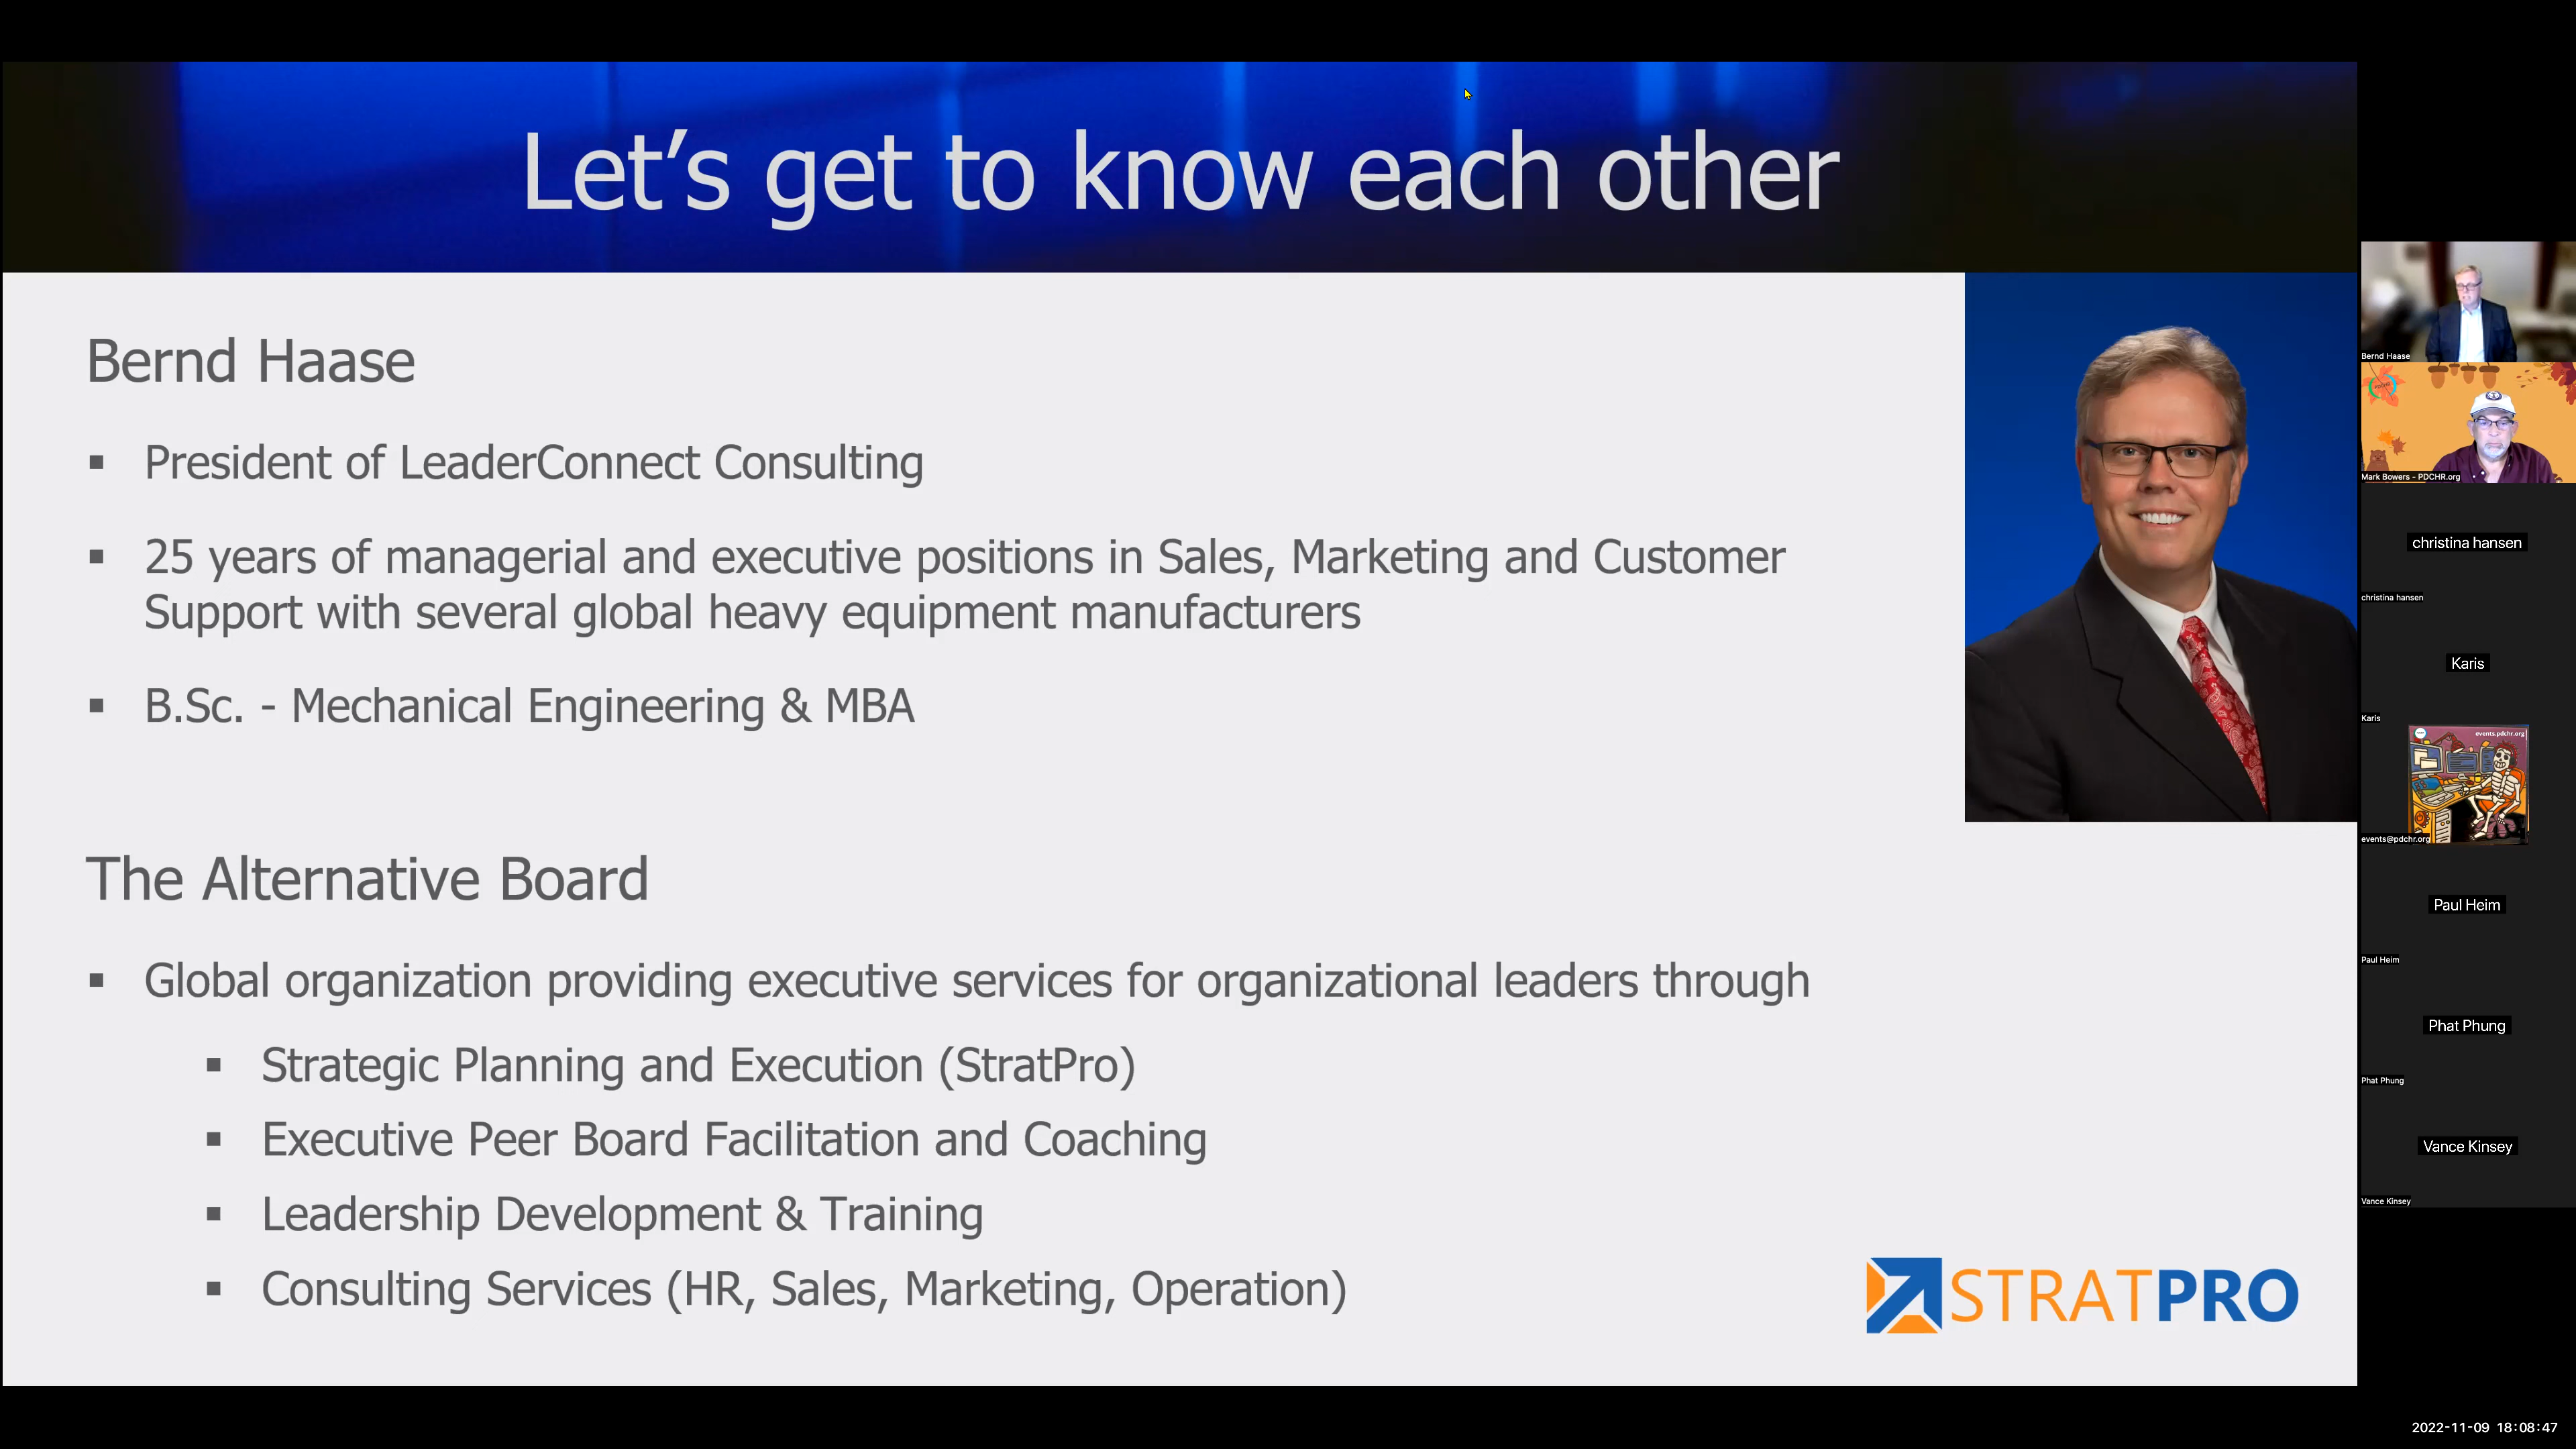 Let's get to know each other
Bernd Haase
▪ President of LeaderConnect Consulting
▪ 25 years of managerial and executive positions in Sales, Marketing and Customer
Support with several global heavy equipment manufacturers
▪ B.Sc. - Mechanical Engineering & MBA
The Alternative Board
▪ Global organization providing executive services for organizational leaders through
▪ Strategic Planning and Execution (StratPro)
▪ Executive Peer Board Facilitation and Coaching
▪ Leadership Development & Training
▪ Consulting Services (HR, Sales, Marketing, Operation)
STRATPRO
Bernd Haase
Mark Bowers - PDCHR.org
christina hansen
christina hansen
Karis
Karis
events.pdchr.org
events@pdchr.org
Paul Heim
Paul Heim
Phat Phung
Phat Phung
Vance Kinsey
Vance Kinsey
2022-11-09 18:08:47